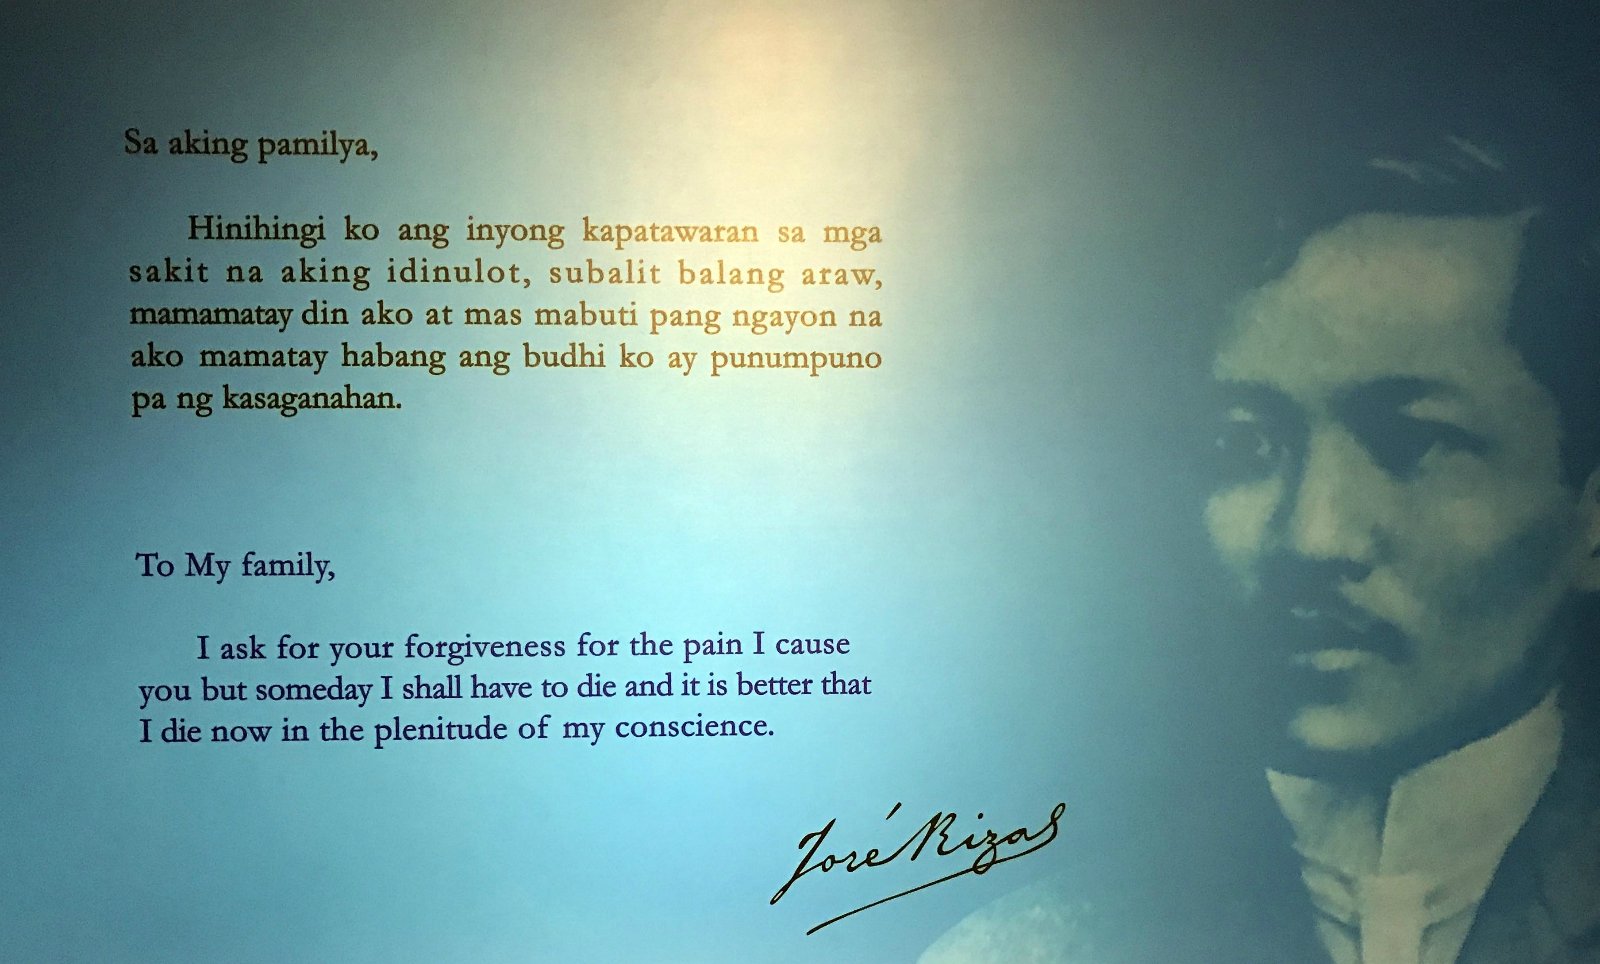 Sa aking pamilya,
Hinihingi ko ang inyong kapatawaran sa mga
sakit na aking idinulot, subalit balang araw,
mamamatay din ako at mas mabuti pang ngayon na
ako mamatay habang ang budhi ko ay punumpuno
pa ng kasaganahan.
To My family,
I ask for your forgiveness for the pain I cause
you but someday I shall have to die and it is better that
I die now in the plenitude of my conscience.
José Rizal